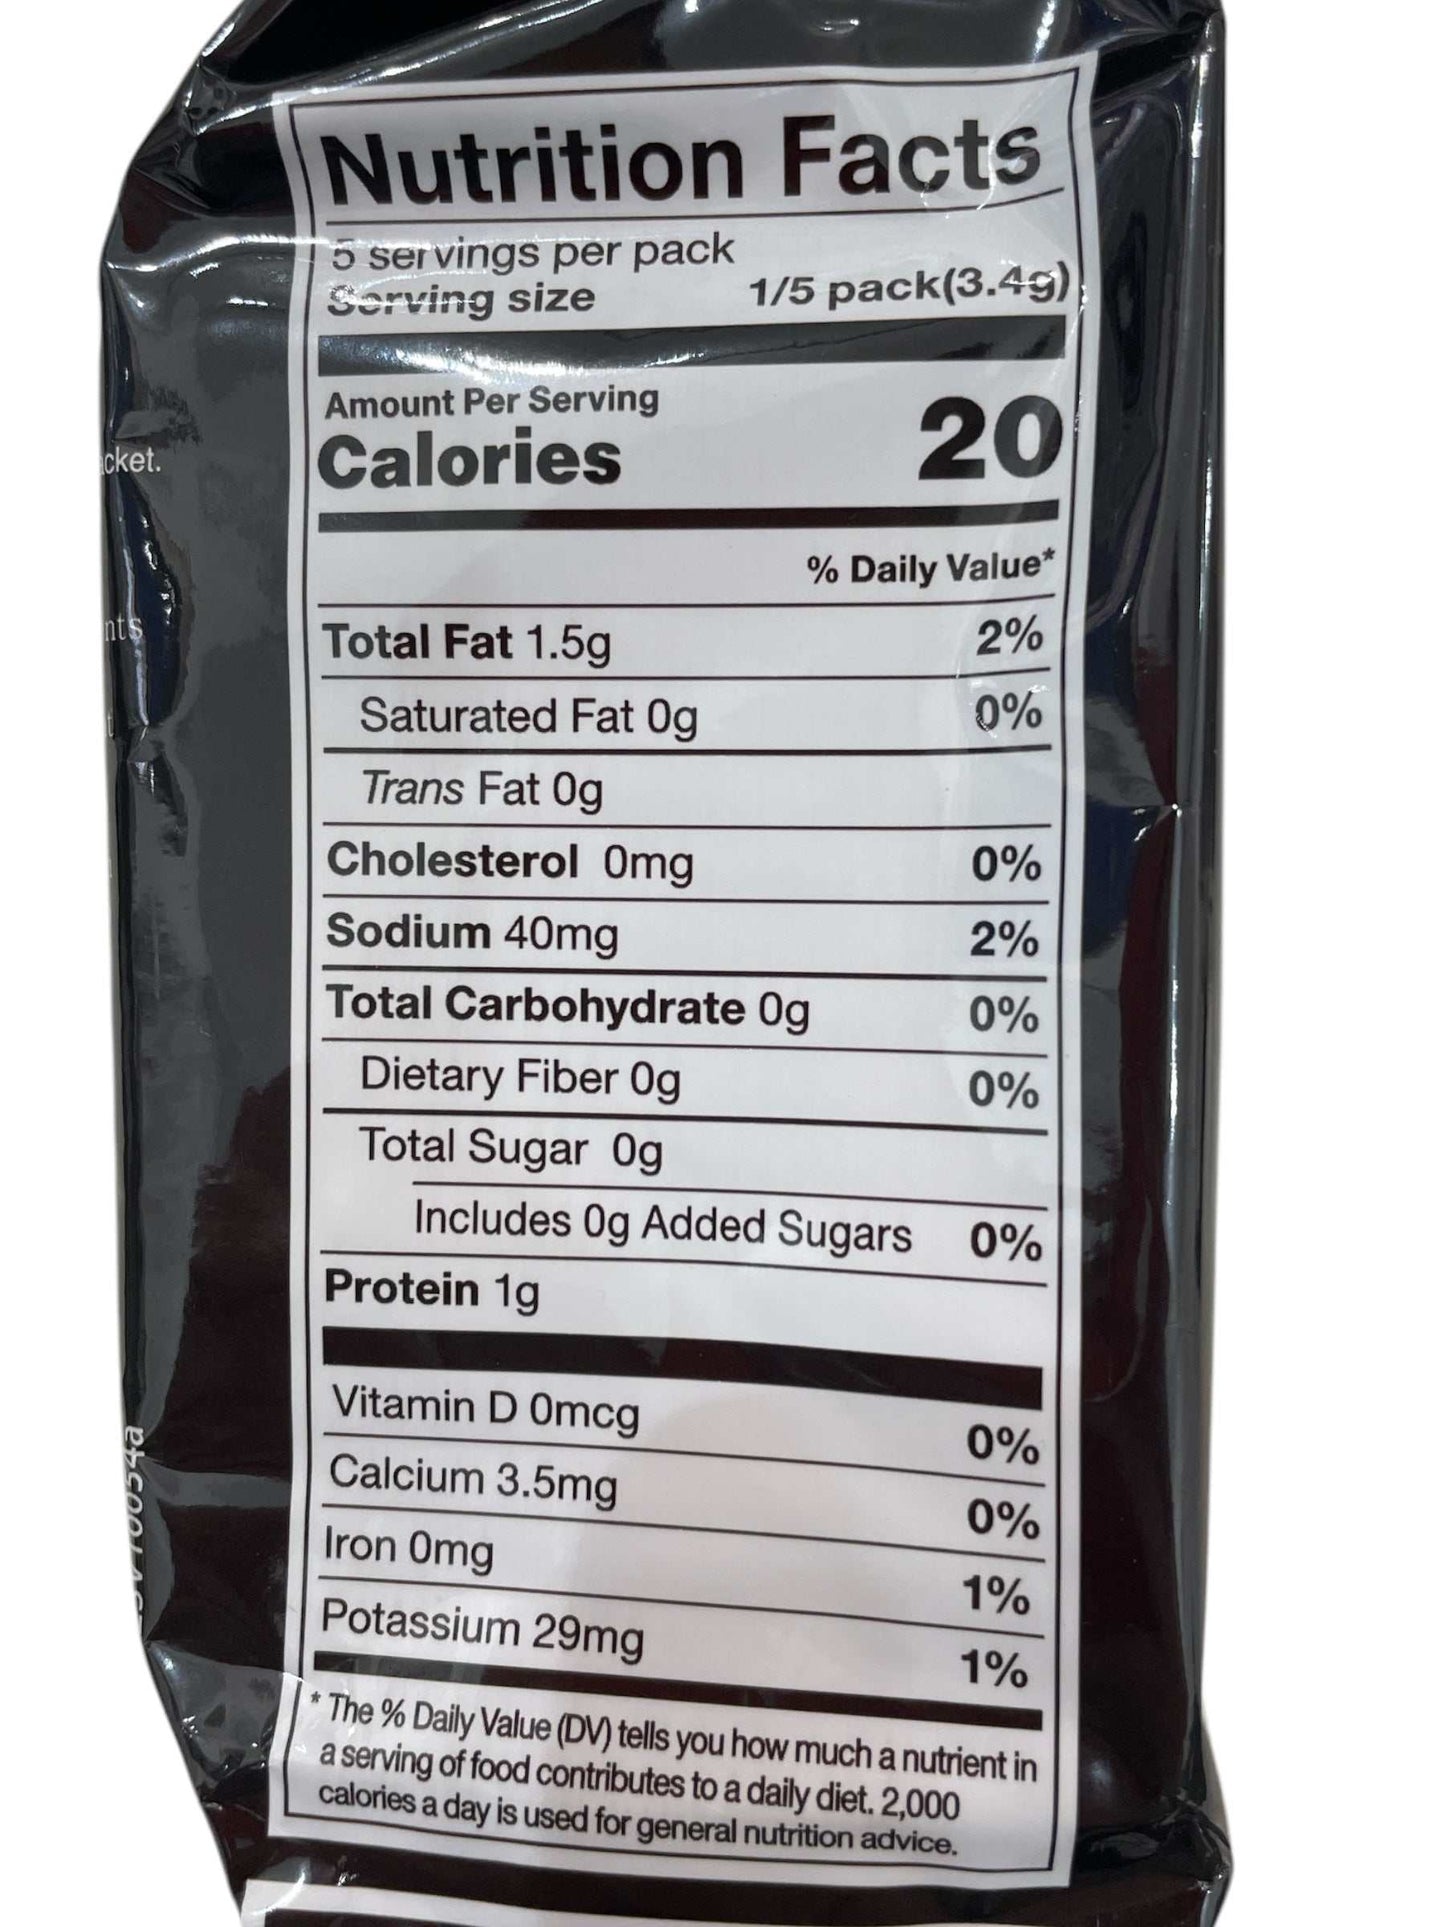 Nutrition Facts
5 servings per pack
Serving size 1/5 pack(3.4g)
Amount Per Serving
Calories 20
% Daily Value*
Total Fat 1.5g 2%
Saturated Fat 0g 0%
Trans Fat 0g
Cholesterol 0mg 0%
Sodium 40mg 2%
Total Carbohydrate 0g 0%
Dietary Fiber 0g 0%
Total Sugar 0g
Includes 0g Added Sugars 0%
Protein 1g
Vitamin D 0mcg 0%
Calcium 3.5mg 0%
Iron 0mg 1%
Potassium 29mg 1%
* The % Daily Value (DV) tells you how much a nutrient in
a serving of food contributes to a daily diet. 2,000
calories a day is used for general nutrition advice.